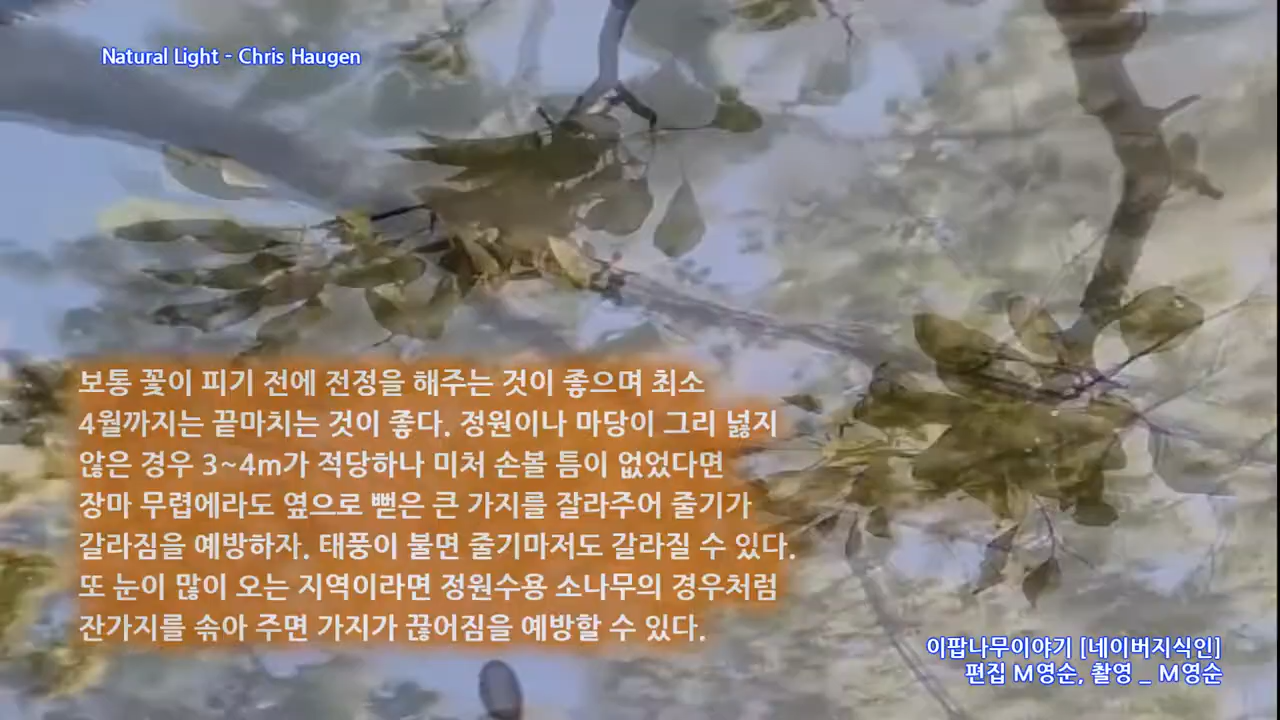 Natural Light - Chris Haugen
보통 꽃이 피기 전에 전정을 해주는 것이 좋으며 최소
4월까지는 끝마치는 것이 좋다. 정원이나 마당이 그리 넓지
않은 경우 3~4m가 적당하나 미처 손볼 틈이 없었다면
장마 무렵에라도 옆으로 뻗은 큰 가지를 잘라주어 줄기가
갈라짐을 예방하자. 태풍이 불면 줄기마저도 갈라질 수 있다.
또 눈이 많이 오는 지역이라면 정원수용 소나무의 경우처럼
잔가지를 솎아 주면 가지가 끊어짐을 예방할 수 있다.
이팝나무이야기 [네이버지식인]
편집 M영순, 촬영 _ M영순